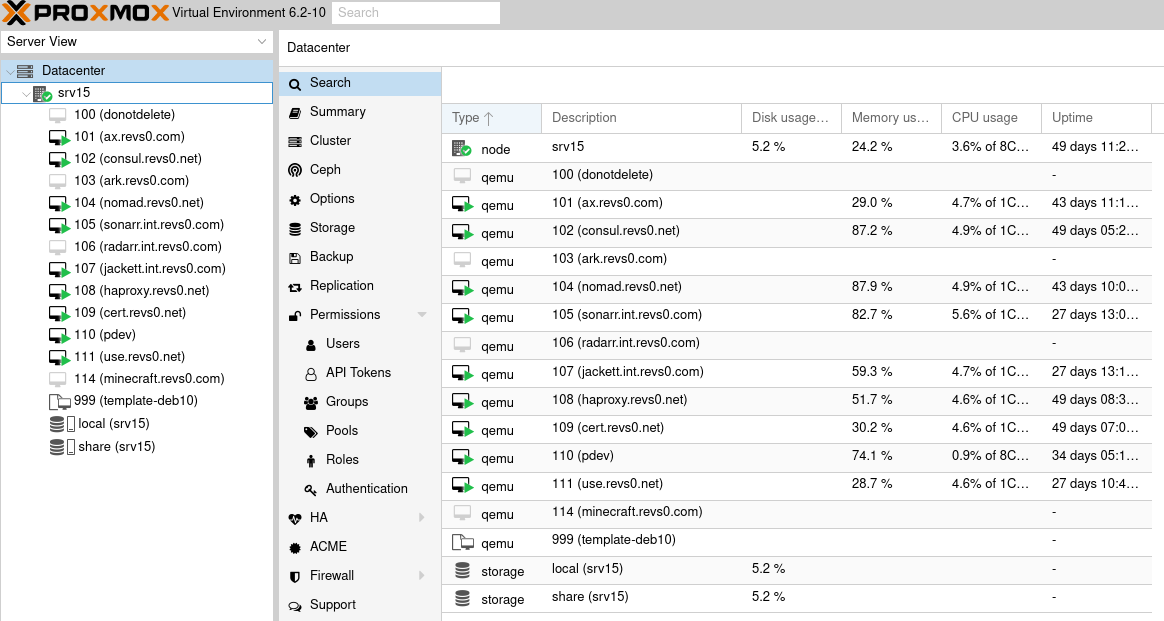 PROXMOX Virtual Environment 6.2-10 Search
Server View
Datacenter
srv15
100 (donotdelete)
101 (ax.revs0.com)
102 (consul.revs0.net)
103 (ark.revs0.com)
104 (nomad.revs0.net)
105 (sonarr.int.revs0.com)
106 (radarr.int.revs0.com)
107 (jackett.int.revs0.com)
108 (haproxy.revs0.net)
109 (cert.revs0.net)
110 (pdev)
111 (use.revs0.net)
114 (minecraft.revs0.com)
999 (template-deb10)
local (srv15)
share (srv15)
Datacenter
Search
Summary
Cluster
Ceph
Options
Storage
Backup
Replication
Permissions
Users
API Tokens
Groups
Pools
Roles
Authentication
HA
ACME
Firewall
Support
Type Description Disk usage... Memory us... CPU usage Uptime
node srv15 5.2 % 24.2 % 3.6% of 8C... 49 days 11:2...
qemu 100 (donotdelete) -
qemu 101 (ax.revs0.com) 29.0 % 4.7% of 1C... 43 days 11:1...
qemu 102 (consul.revs0.net) 87.2 % 4.9% of 1C... 49 days 05:2...
qemu 103 (ark.revs0.com) -
qemu 104 (nomad.revs0.net) 87.9 % 4.9% of 1C... 43 days 10:0...
qemu 105 (sonarr.int.revs0.com) 82.7 % 5.6% of 1C... 27 days 13:0...
qemu 106 (radarr.int.revs0.com) -
qemu 107 (jackett.int.revs0.com) 59.3 % 4.7% of 1C... 27 days 13:1...
qemu 108 (haproxy.revs0.net) 51.7 % 4.6% of 1C... 49 days 08:3...
qemu 109 (cert.revs0.net) 30.2 % 4.6% of 1C... 49 days 07:0...
qemu 110 (pdev) 74.1 % 0.9% of 8C... 34 days 05:1...
qemu 111 (use.revs0.net) 28.7 % 4.6% of 1C... 27 days 10:4...
qemu 114 (minecraft.revs0.com) -
qemu 999 (template-deb10) -
storage local (srv15) 5.2 % -
storage share (srv15) 5.2 % -